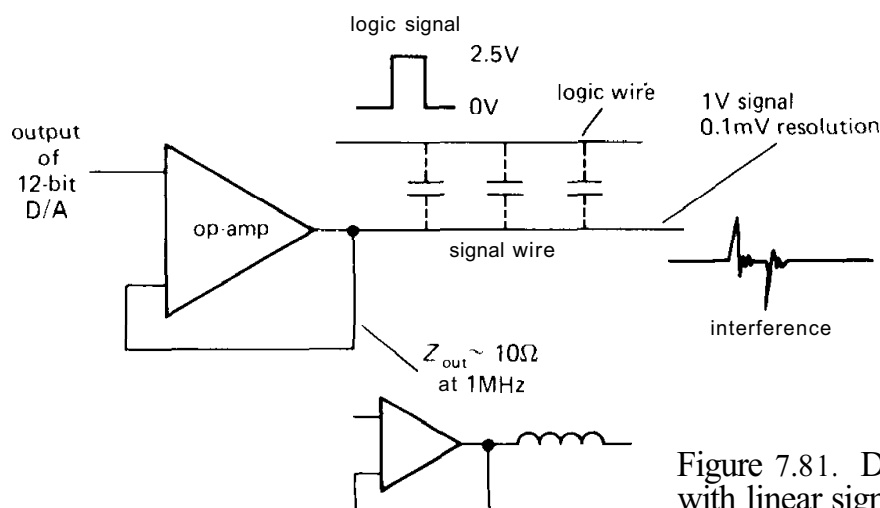 logic signal
2.5V
0V
logic wire
1V signal
0.1mV resolution
output
of
12-bit
D/A
op-amp
signal wire
interference
Zout ~ 10Ω
at 1MHz
Figure 7.81. D
with linear sign